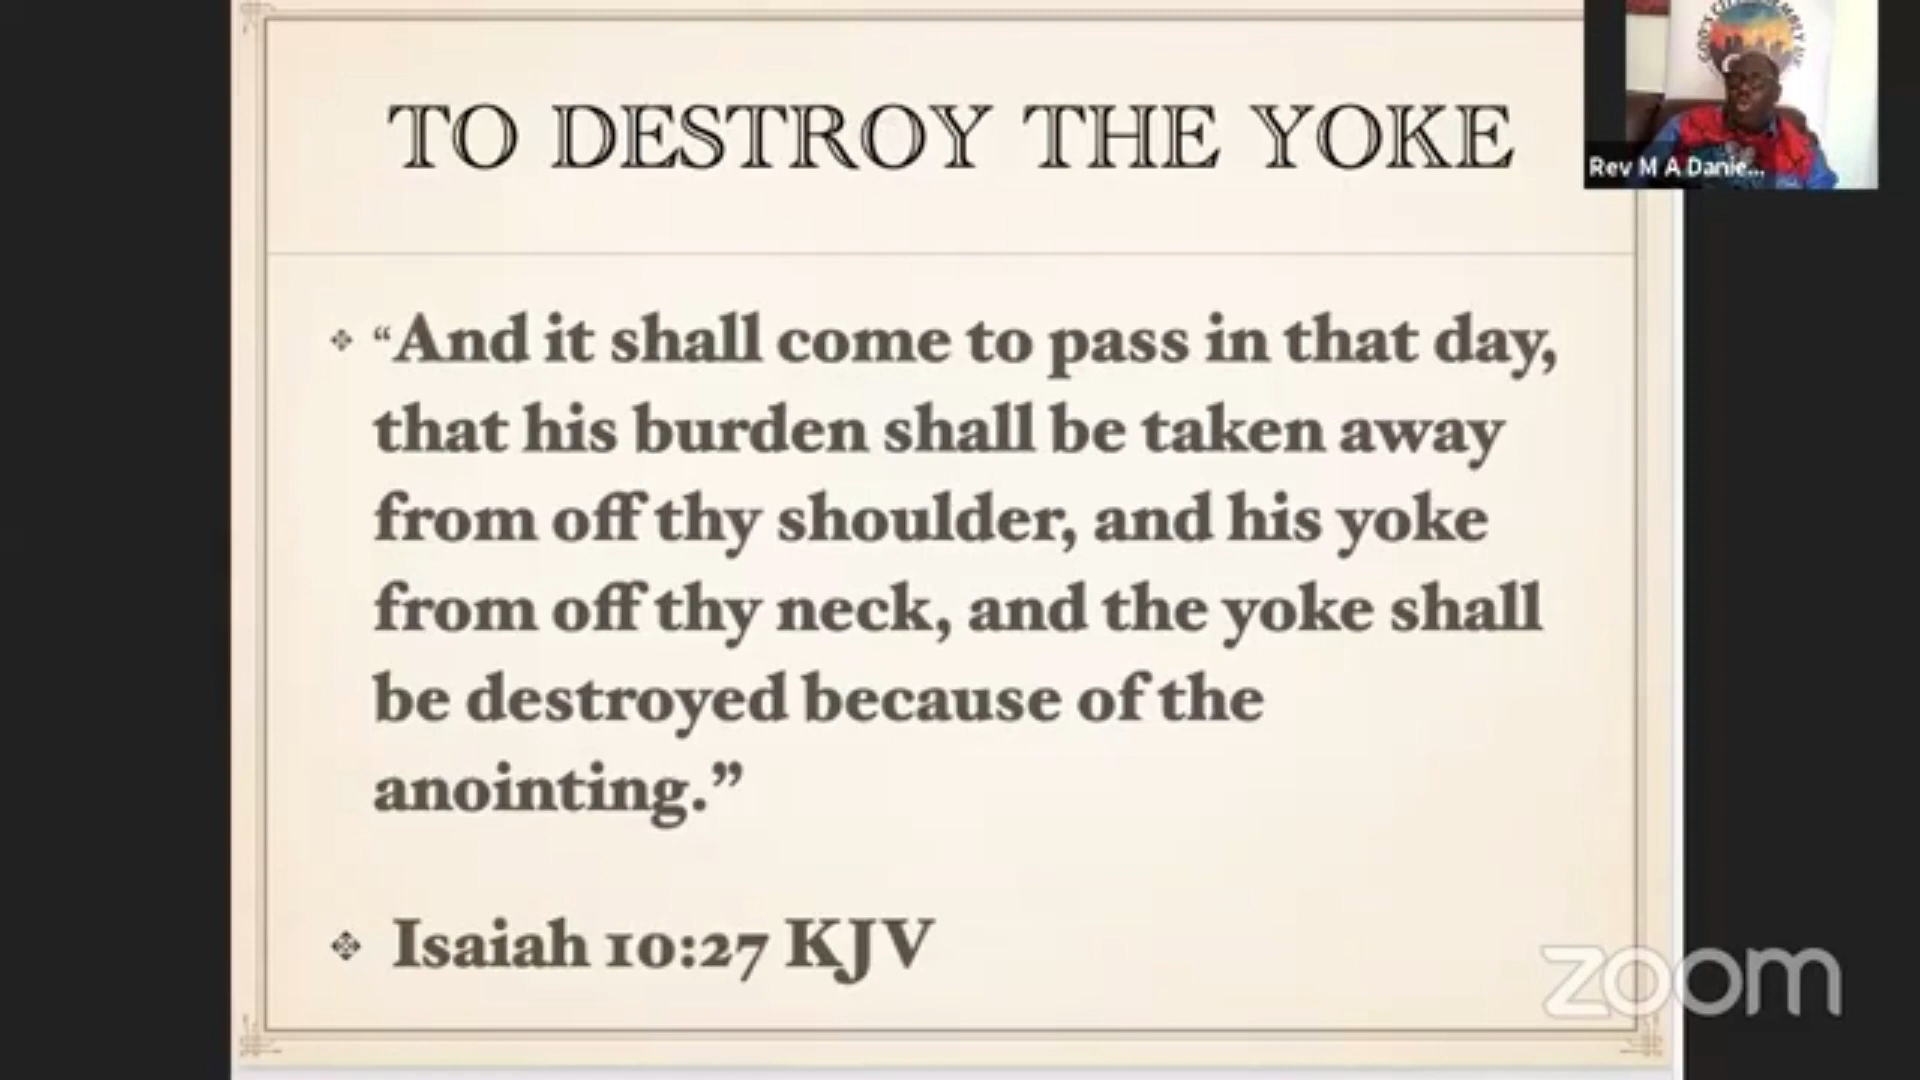 TO DESTROY THE YOKE
Rev M A Danie...
“And it shall come to pass in that day,
that his burden shall be taken away
from off thy shoulder, and his yoke
from off thy neck, and the yoke shall
be destroyed because of the
anointing.”
Isaiah 10:27 KJV
zoom